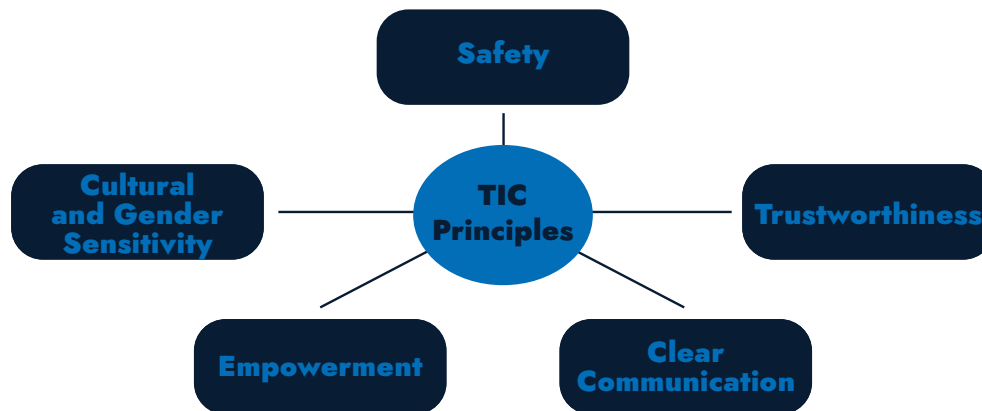 Safety
Cultural
and Gender
Sensitivity
TIC
Principles
Trustworthiness
Empowerment
Clear
Communication